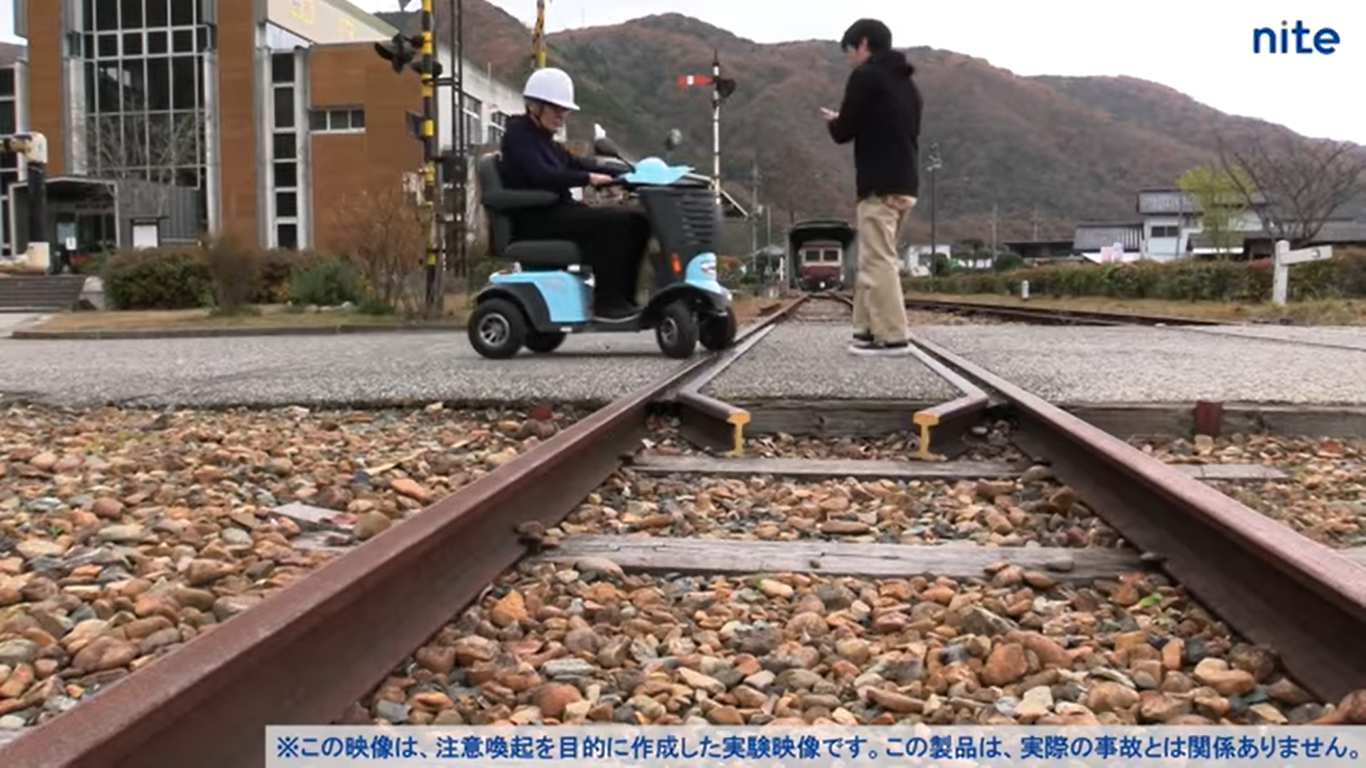 nite
※この映像は、注意喚起を目的に作成した実験映像です。この製品は、実際の事故とは関係ありません。